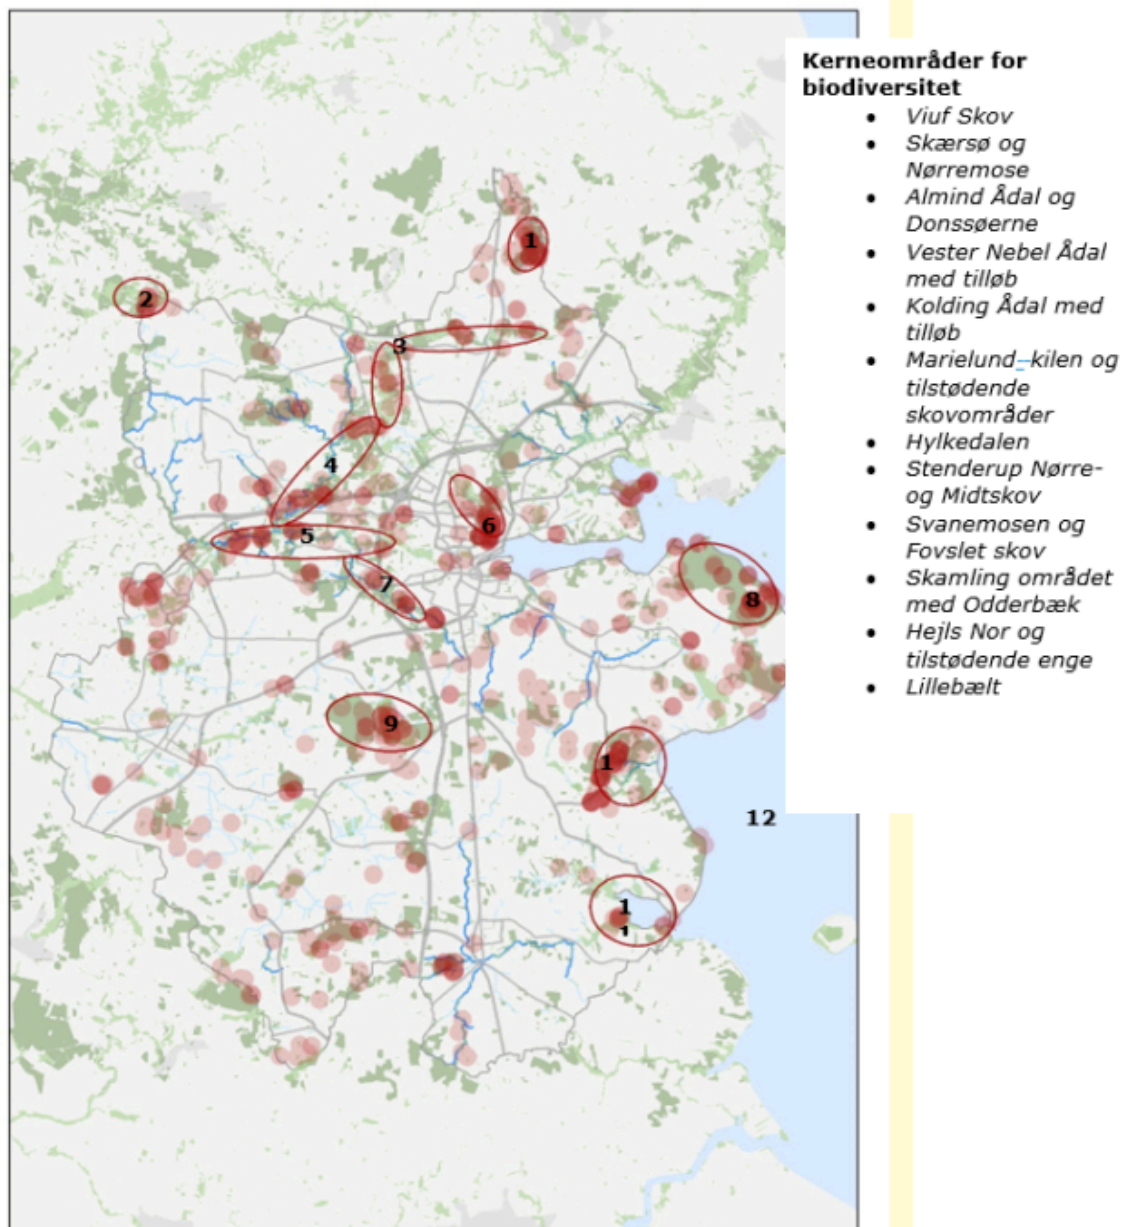 Kerneområder for
biodiversitet
• Viuf Skov
• Skærsø og
Nørremose
• Almind Ådal og
Donssøerne
• Vester Nebel Ådal
med tilløb
• Kolding Ådal med
tilløb
• Marielund-kilen og
tilstødende
skovområder
• Hylkedalen
• Stenderup Nørre-
og Midtskov
• Svanemosen og
Fovslet skov
• Skamling området
med Odderbæk
• Hejls Nor og
tilstødende enge
• Lillebælt
1
2
3
4
6
5
7
8
9
1
12
1
1